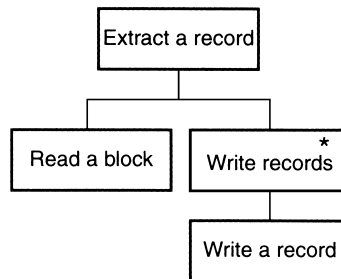 Extract a record
Read a block
*
Write records
Write a record